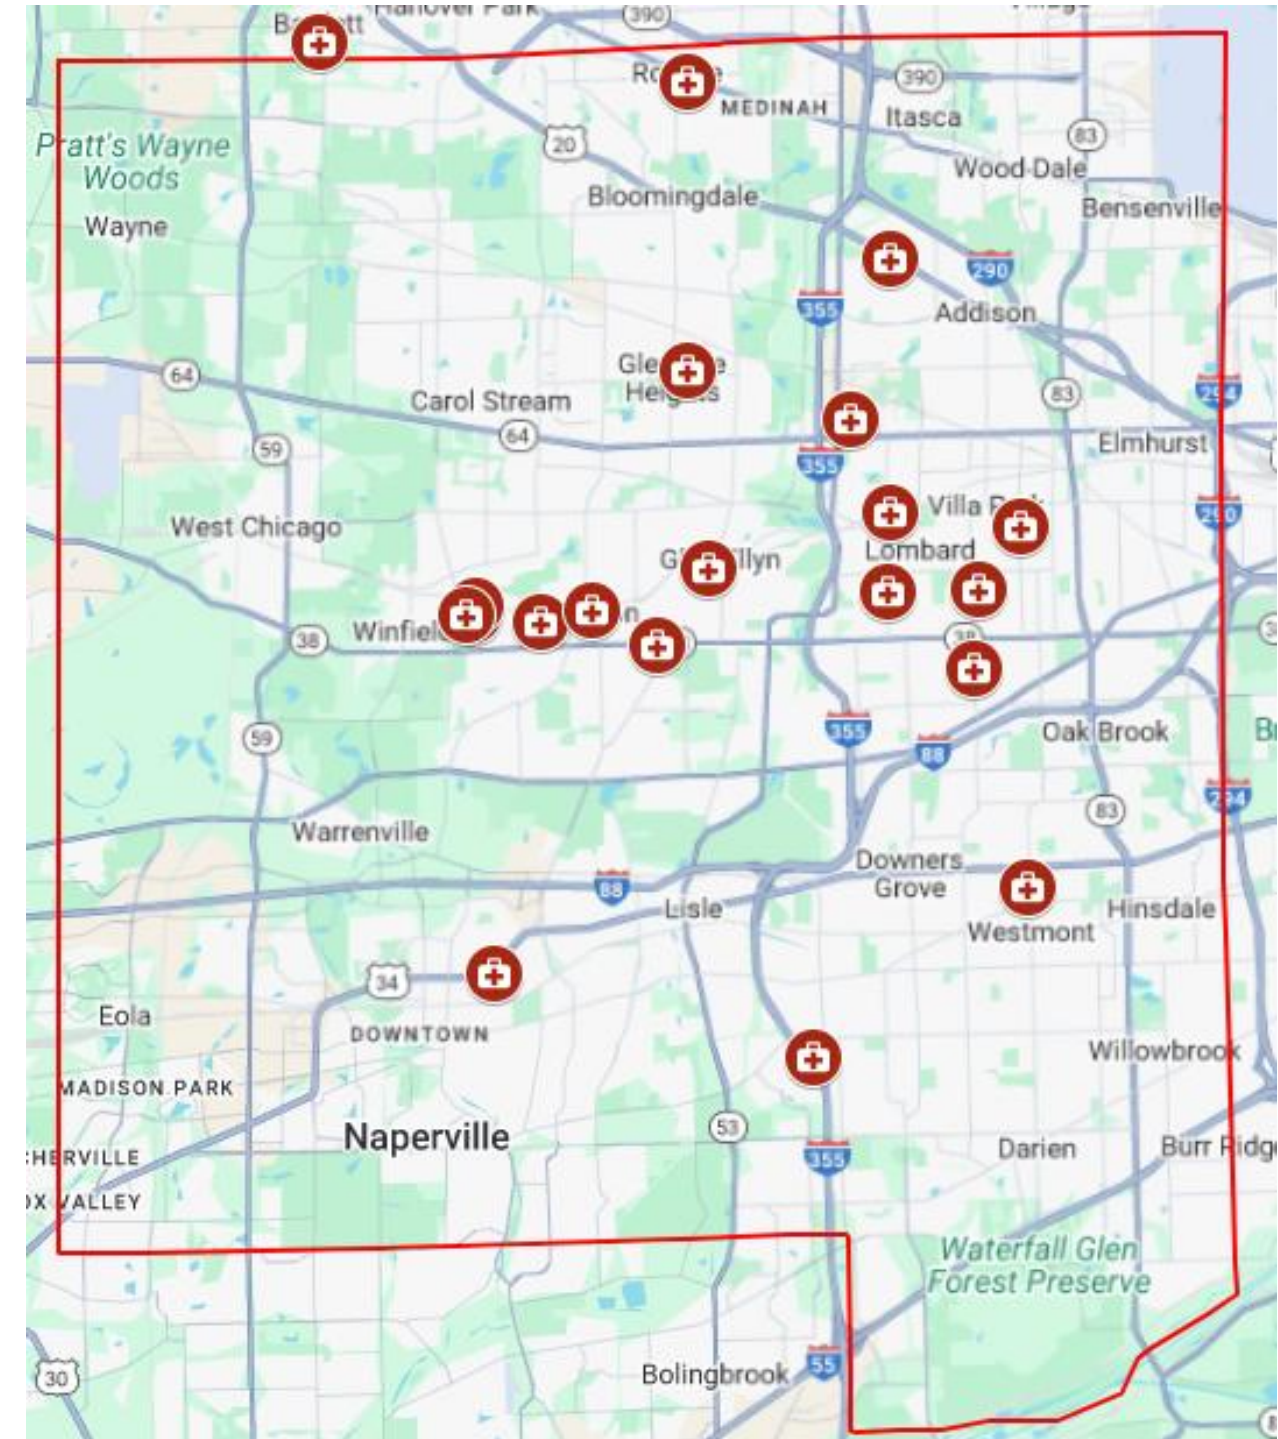 390
MEDINAH
390
Itasca
83
20
Pratt's Wayne
Woods
Wood Dale
Bloomingdale
Bensenville
Wayne
290
355
Addison
64
Carol Stream
83
294
64
59
Elmhurst
355
Villa
290
West Chicago
Lombard
38
Winfield
38
59
355
Oak Brook
88
294
83
Warrenville
Downers
Grove
88
Lisle
Hinsdale
Westmont
34
Eola
DOWNTOWN
Willowbrook
MADISON PARK
53
Naperville
CHERVILLE
355
Darien
Burr Ridge
OX VALLEY
Waterfall Glen
Forest Preserve
55
30
Bolingbrook